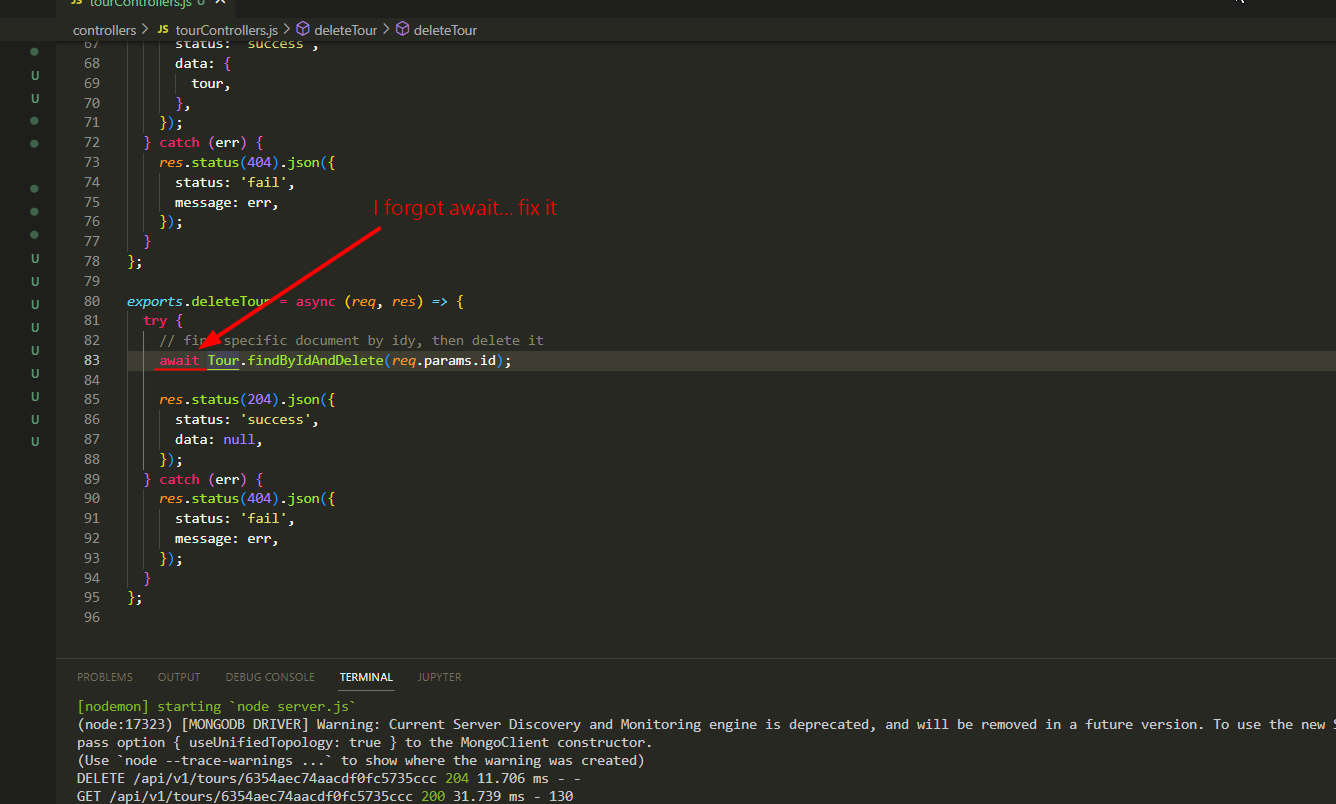 JS tourControllers.js U
controllers > JS tourControllers.js > deleteTour > deleteTour
67 status: 'success',
68 data: {
69 tour,
70 },
71 });
72 } catch (err) {
73 res.status(404).json({
74 status: 'fail',
75 message: err,
I forgot await... fix it
76 });
77 }
78 };
79
80 exports.deleteTour = async (req, res) => {
81 try {
82 // find specific document by idy, then delete it
83 await Tour.findByIdAndDelete(req.params.id);
84
85 res.status(204).json({
86 status: 'success',
87 data: null,
88 });
89 } catch (err) {
90 res.status(404).json({
91 status: 'fail',
92 message: err,
93 });
94 }
95 };
96
PROBLEMS OUTPUT DEBUG CONSOLE TERMINAL JUPYTER
[nodemon] starting `node server.js`
(node:17323) [MONGODB DRIVER] Warning: Current Server Discovery and Monitoring engine is deprecated, and will be removed in a future version. To use the new
pass option { useUnifiedTopology: true } to the MongoClient constructor.
(Use `node --trace-warnings ...` to show where the warning was created)
DELETE /api/v1/tours/6354aec74aacdf0fc5735ccc 204 11.706 ms - -
GET /api/v1/tours/6354aec74aacdf0fc5735ccc 200 31.739 ms - 130